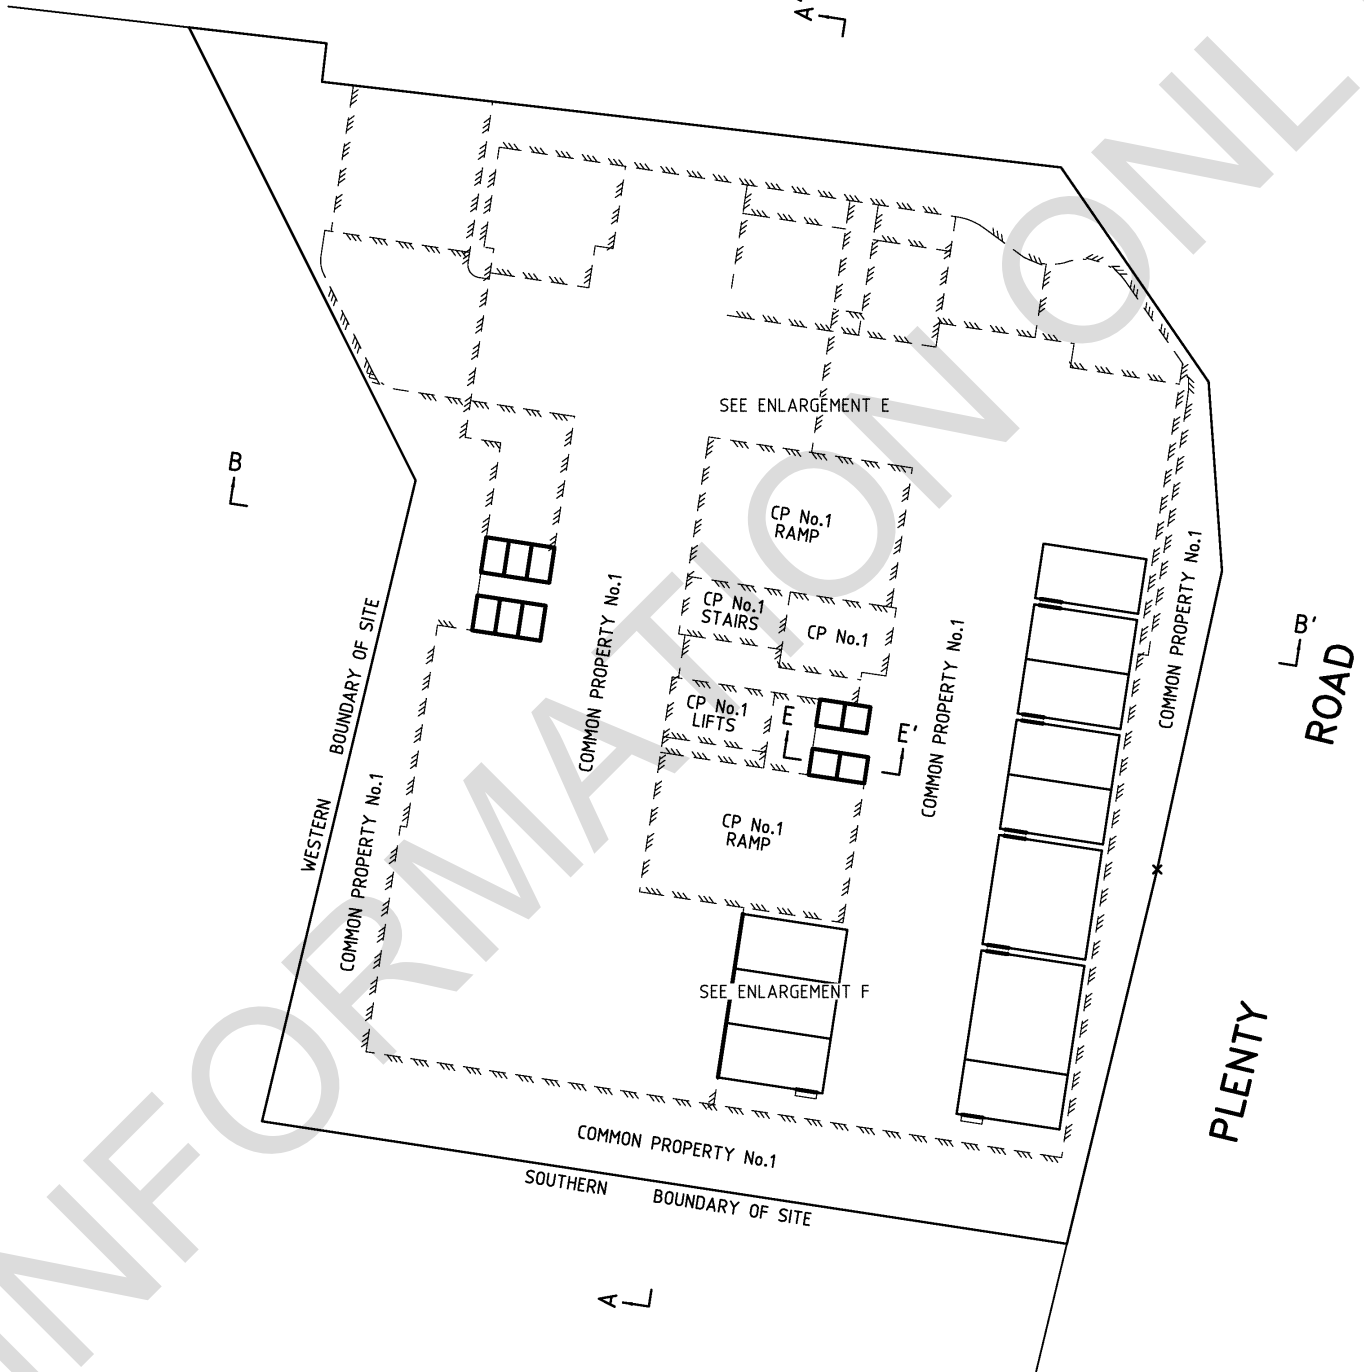 A'
SEE ENLARGEMENT E
B
CP No.1
RAMP
CP No.1
STAIRS
CP No.1
COMMON PROPERTY No.1
COMMON PROPERTY No.1
COMMON PROPERTY No.1
B'
CP No.1
LIFTS
E
E'
CP No.1
RAMP
WESTERN BOUNDARY OF SITE
COMMON PROPERTY No.1
SEE ENLARGEMENT F
PLENTY ROAD
COMMON PROPERTY No.1
SOUTHERN BOUNDARY OF SITE
A
INFORMATION ONL